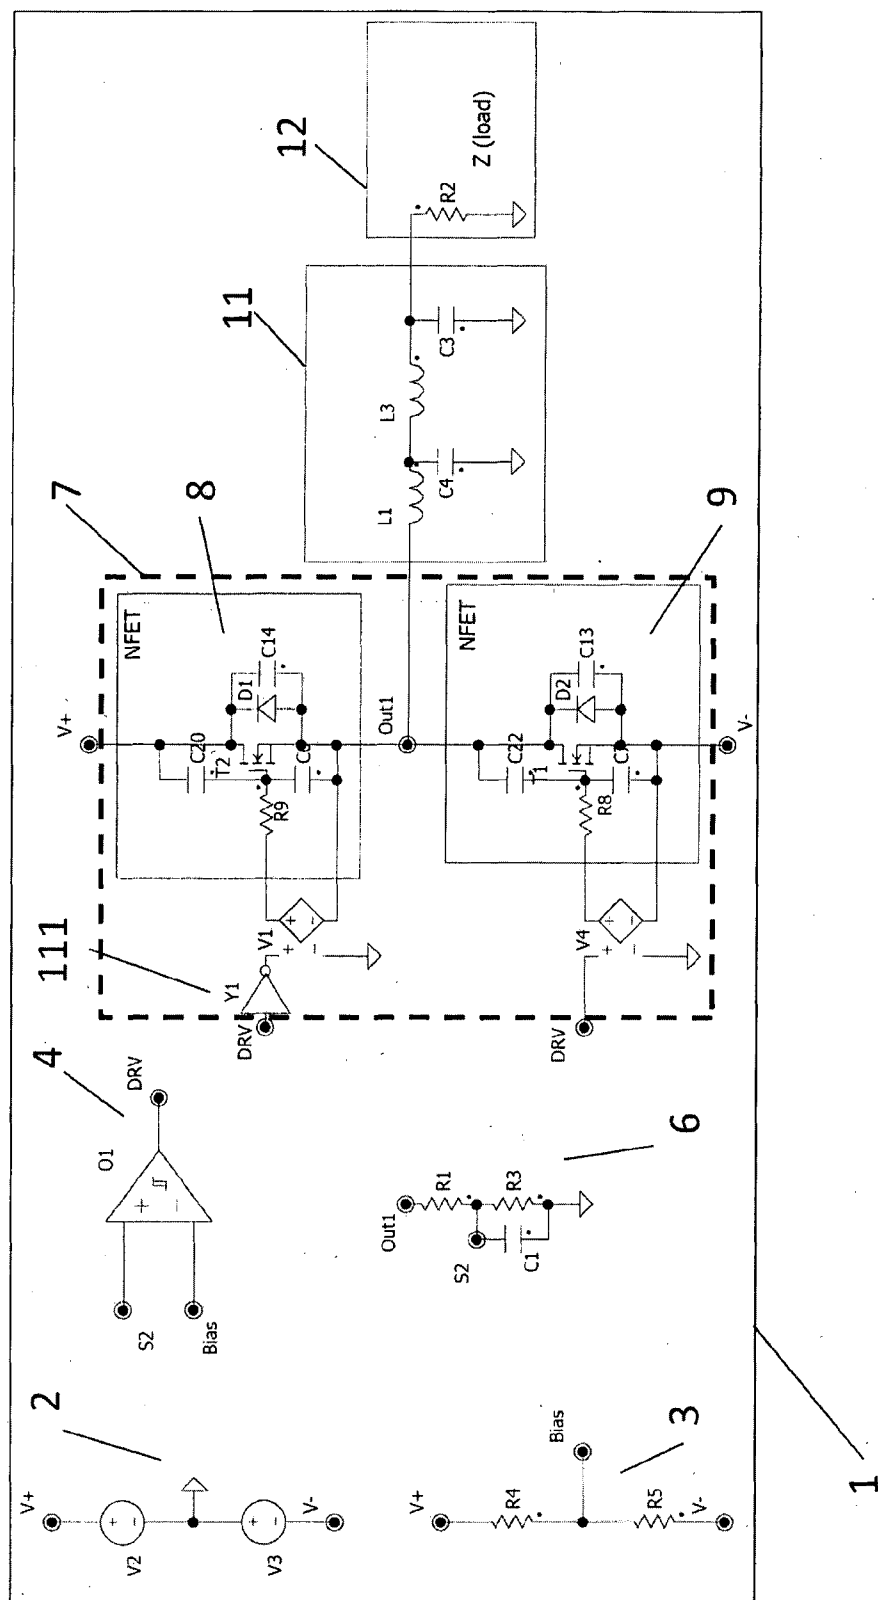 1
2
V+
V2
V3
V-
3
V+
R4
Bias
R5
V-
4
S2
Bias
O1
+
−
DRV
6
Out1
R1
R3
S2
C1
7
111
DRV
Y1
V1
+
−
+
−
8
NFET
V+
C20
T2
R9
D1
C14
Out1
DRV
V4
+
−
+
−
9
NFET
C22
R8
D2
C13
V-
11
L1
C4
L3
C3
12
R2
Z (load)